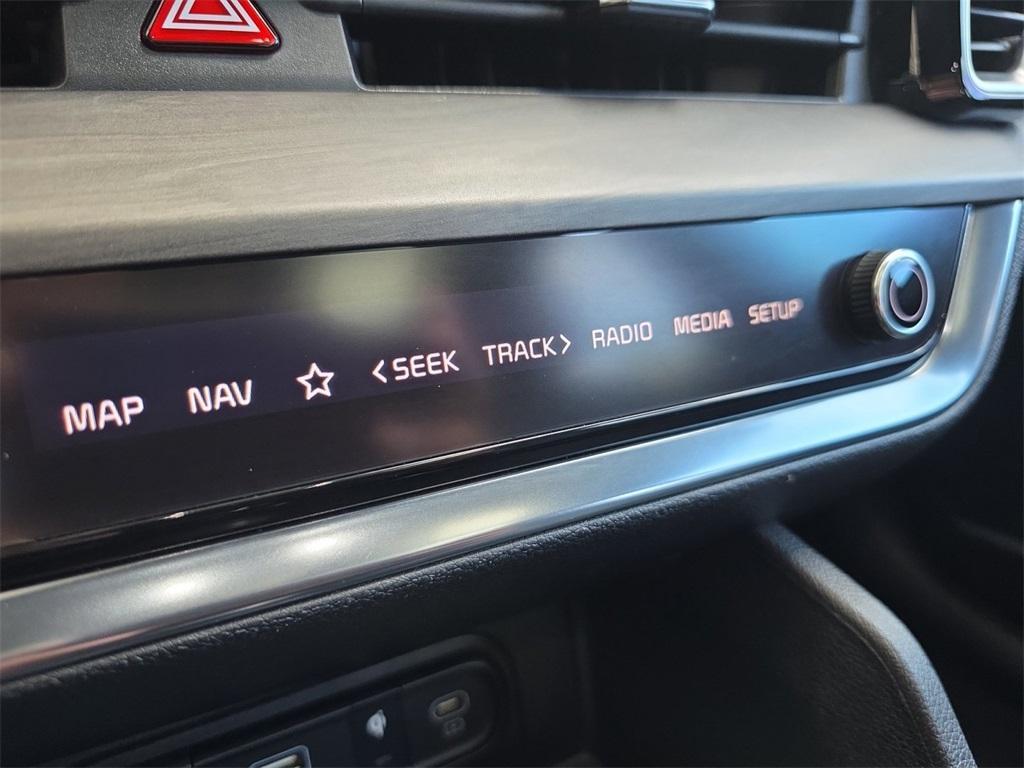 MAP NAV ☆ <SEEK TRACK> RADIO MEDIA SETUP